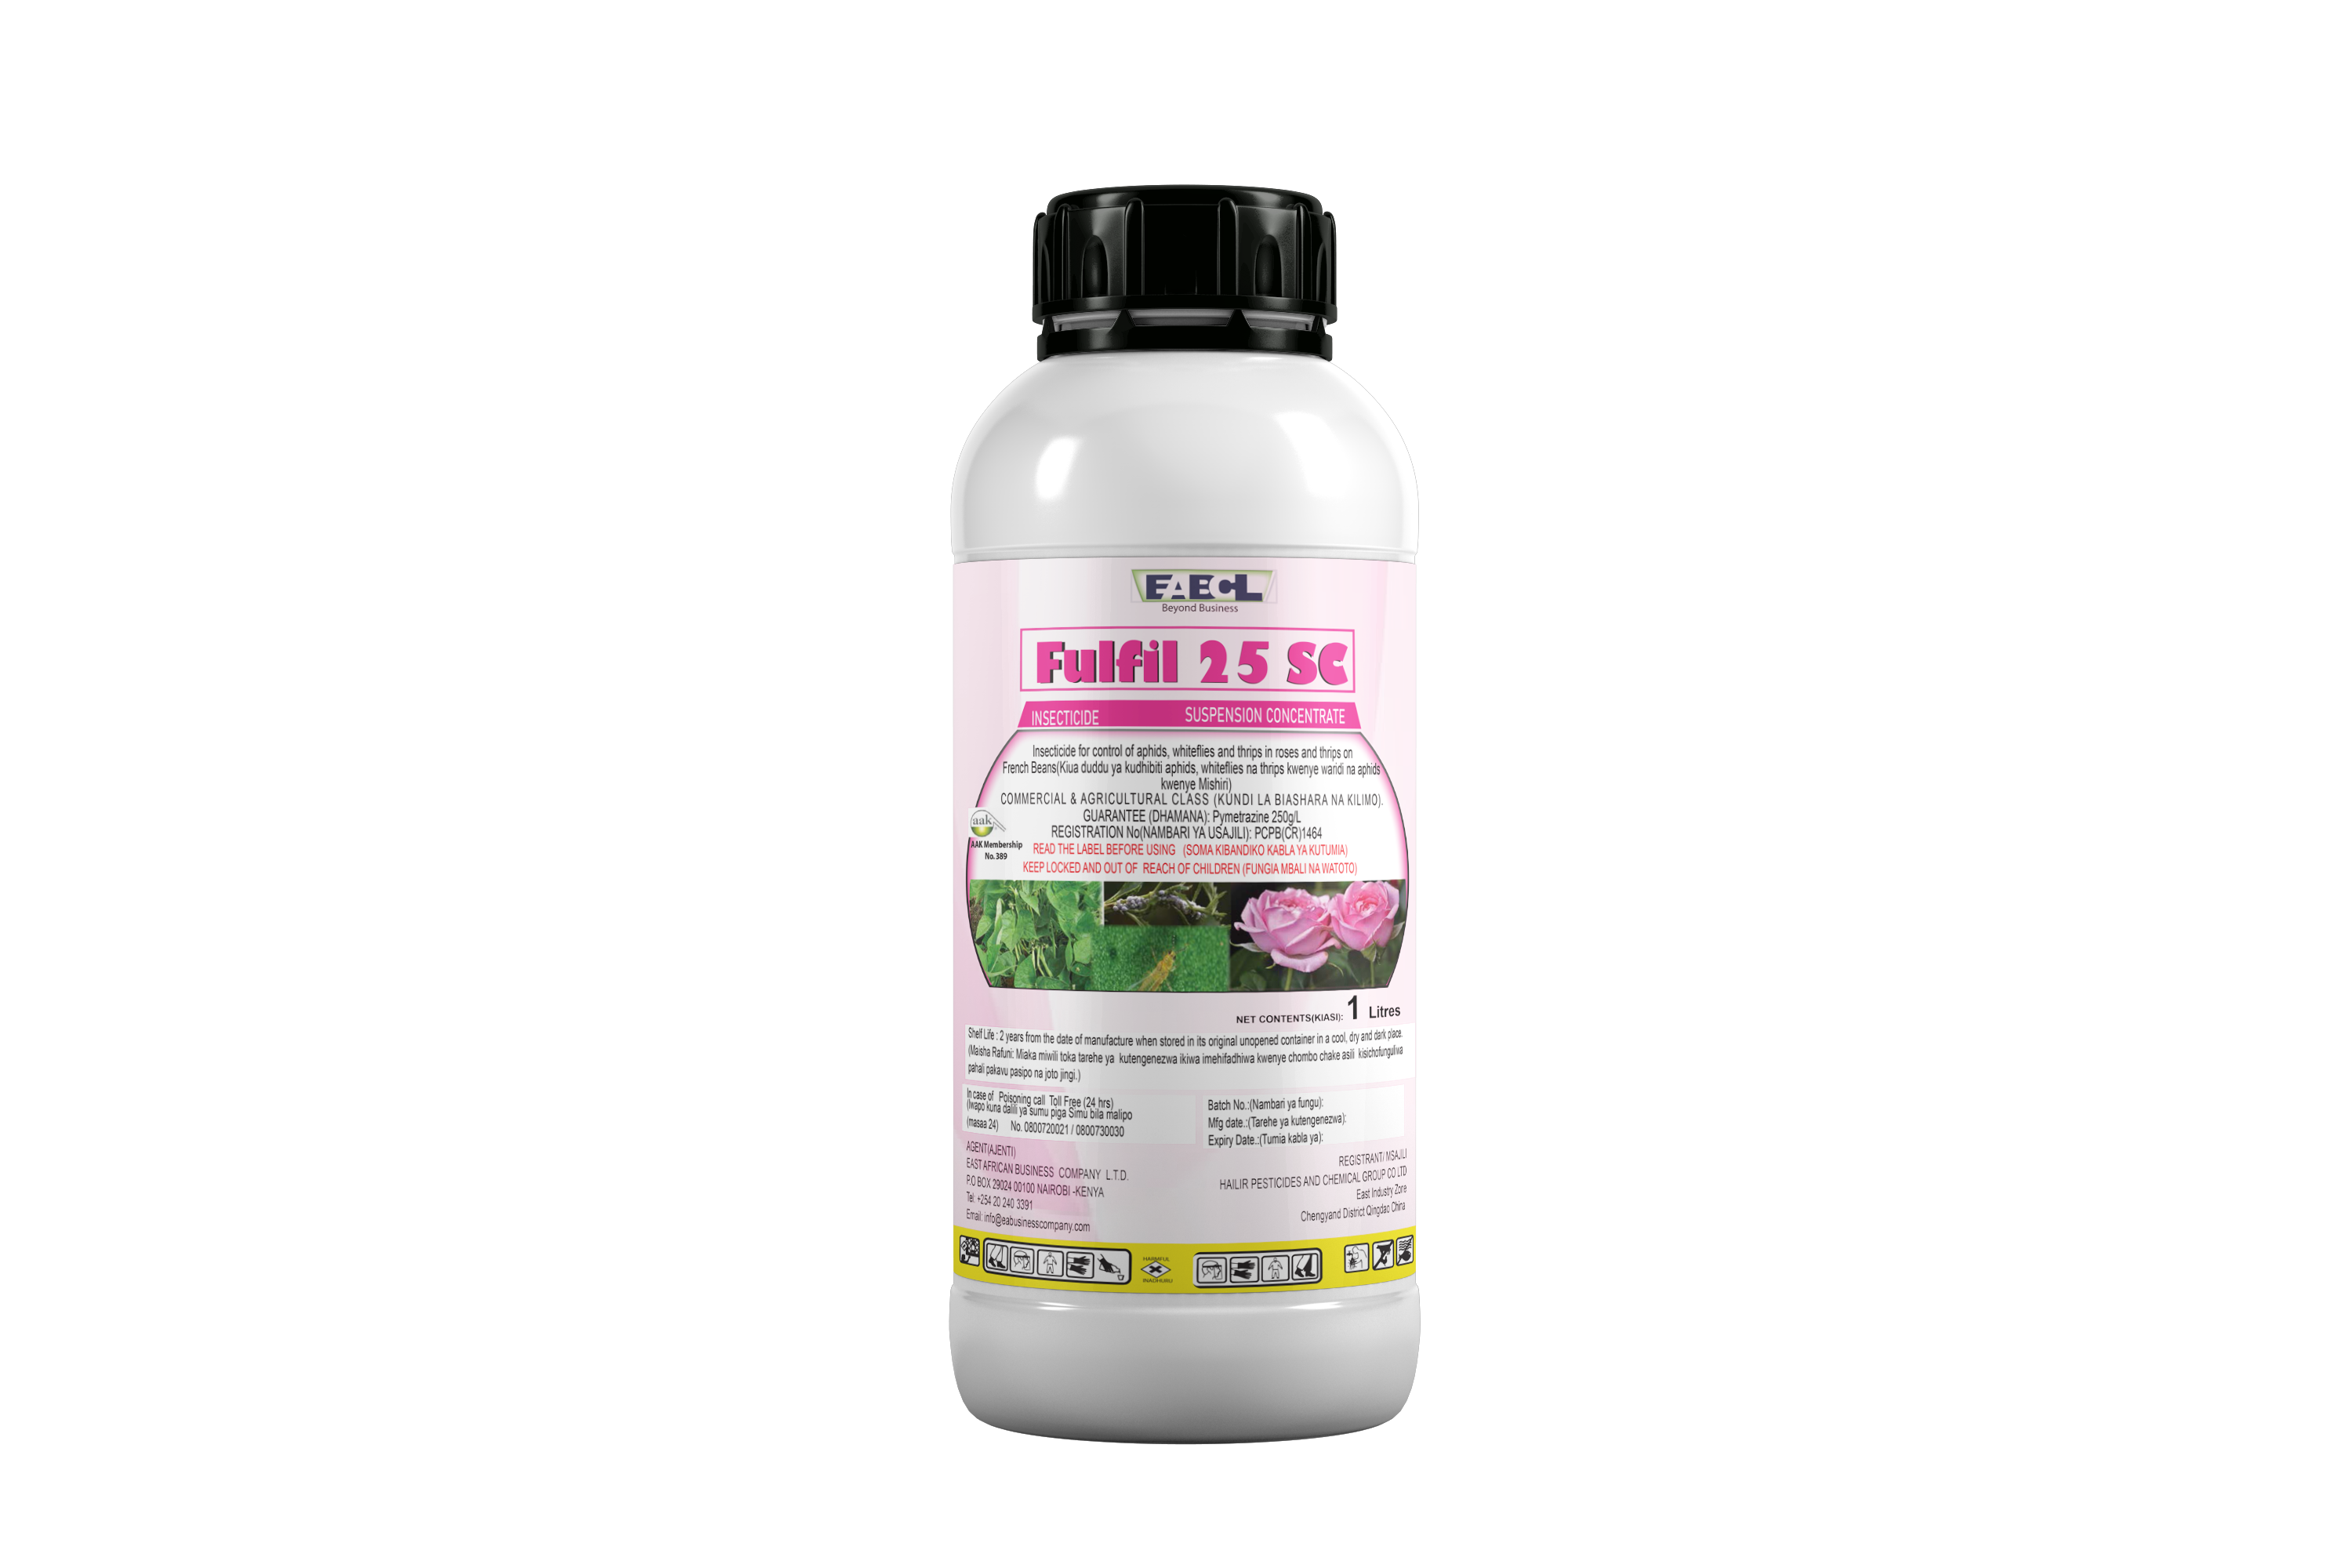 EABCL
Beyond Business
Fulfil 25 SC
INSECTICIDE SUSPENSION CONCENTRATE
Insecticide for control of aphids, whiteflies and thrips in roses and thrips on
French Beans(Kiua duddu ya kudhibiti aphids, whiteflies na thrips kwenye waridi na aphids
kwenye Mishiri)
COMMERCIAL & AGRICULTURAL CLASS (KUNDI LA BIASHARA NA KILIMO).
GUARANTEE (DHAMANA): Pymetrazine 250g/L
REGISTRATION No(NAMBARI YA USAJILI): PCPB(CR)1464
READ THE LABEL BEFORE USING (SOMA KIBANDIKO KABLA YA KUTUMIA)
KEEP LOCKED AND OUT OF REACH OF CHILDREN (FUNGIA MBALI NA WATOTO)
aak
AAK Membership
No. 389
NET CONTENTS(KIASI): 1 Litres
Shelf Life : 2 years from the date of manufacture when stored in its original unopened container in a cool, dry and dark place.
(Maisha Rafuni: Miaka miwili toka tarehe ya kutengenezwa ikiwa imehifadhiwa kwenye chombo chake asili kisichofunguliwa
pahali pakavu pasipo na joto jingi.)
In case of Poisoning call Toll Free (24 hrs)
(Iwapo kuna dalili ya sumu piga Simu bila malipo
(masaa 24) No. 0800720021 / 0800730030
Batch No.:(Nambari ya fungu):
Mfg date.:(Tarehe ya kutengenezwa):
Expiry Date.:(Tumia kabla ya):
AGENT(AJENTI)
EAST AFRICAN BUSINESS COMPANY L.T.D.
P.O BOX 29024 00100 NAIROBI -KENYA
Tel: +254 20 240 3391
Email: info@eabusinesscompany.com
REGISTRANT/ MSAJILI
HAILIR PESTICIDES AND CHEMICAL GROUP CO LTD
East Industry Zone
Chengyand District Qingdao China
HARMFUL
INADHURU